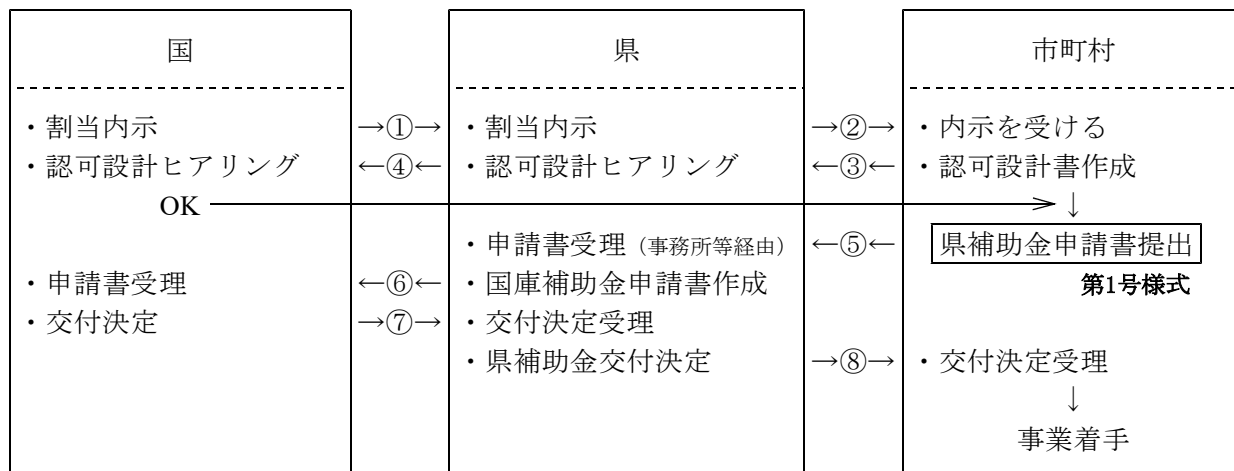 国 県 市町村
・割当内示 →①→ ・割当内示 →②→ ・内示を受ける
・認可設計ヒアリング ←④← ・認可設計ヒアリング ←③← ・認可設計書作成
OK → ↓
・申請書受理（事務所等経由） ←⑤← 県補助金申請書提出
・申請書受理 ←⑥← ・国庫補助金申請書作成 第1号様式
・交付決定 →⑦→ ・交付決定受理
・県補助金交付決定 →⑧→ ・交付決定受理
↓
事業着手